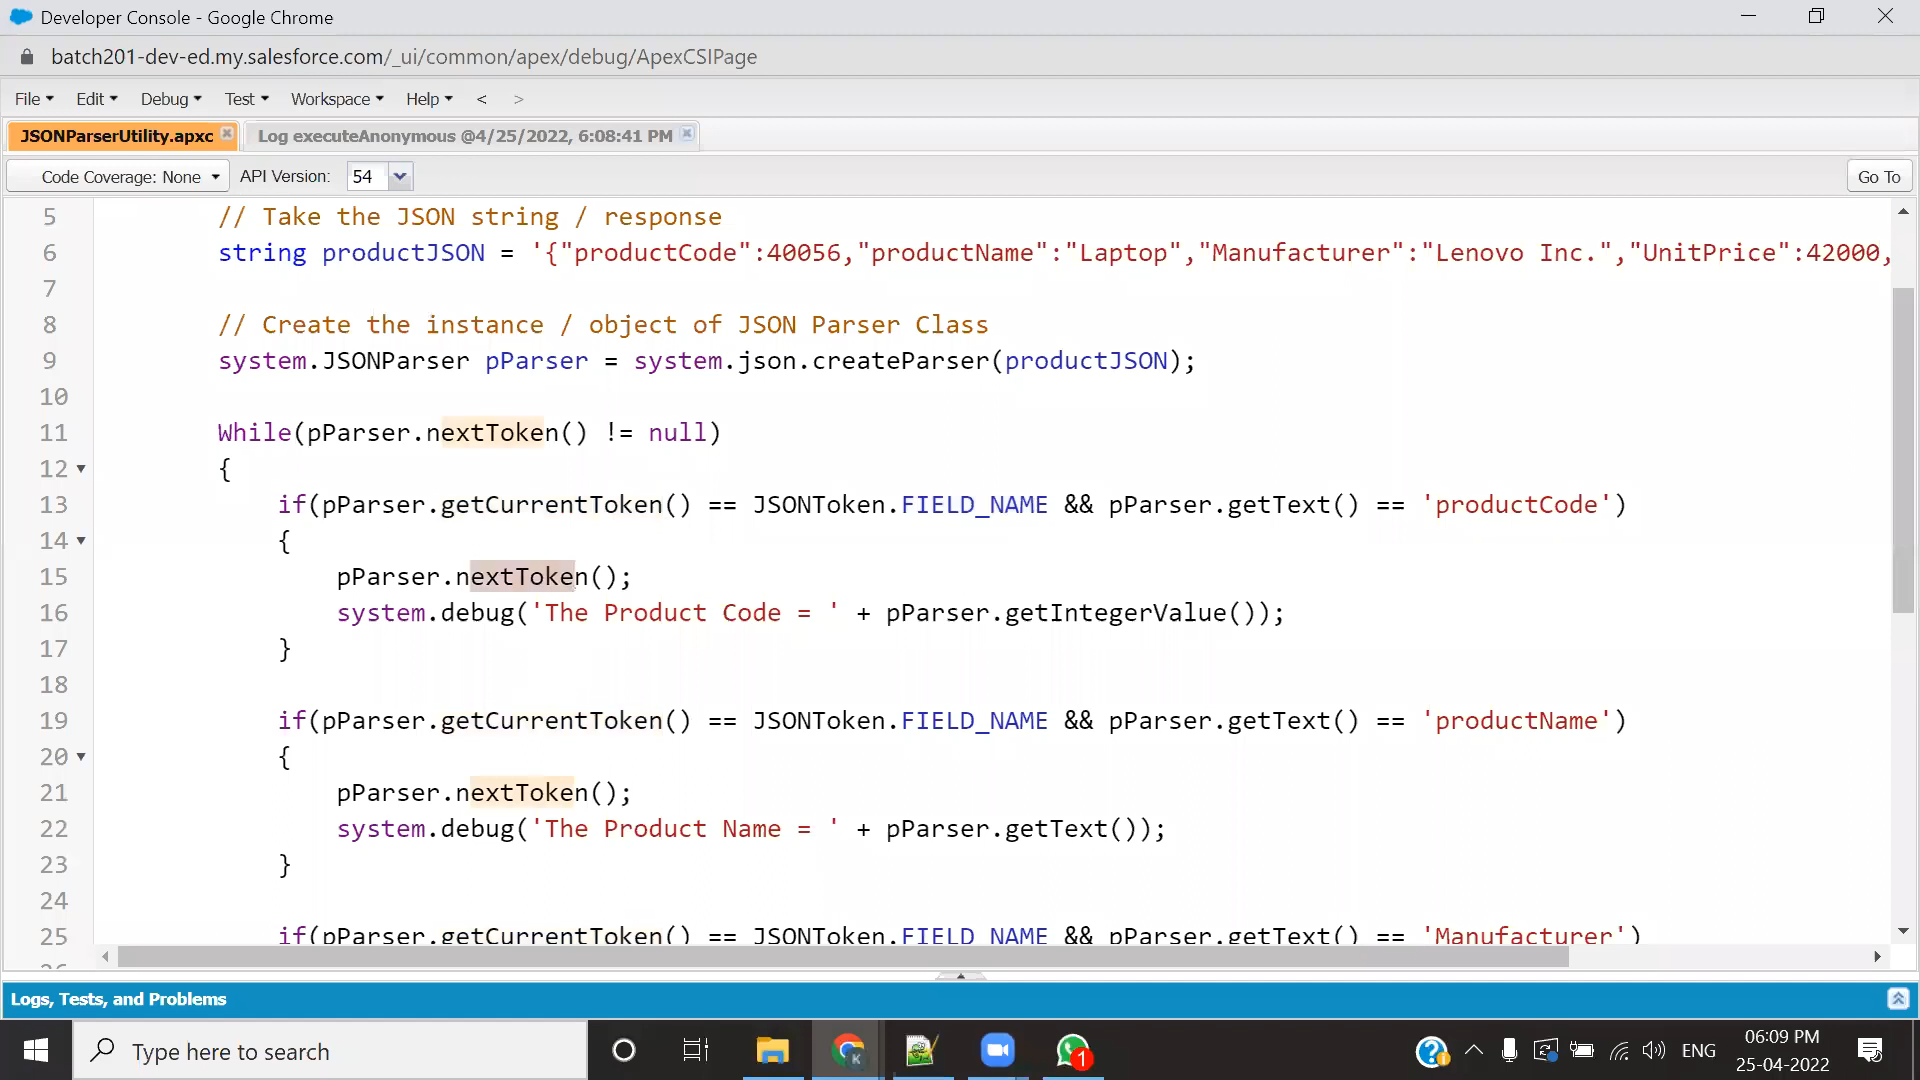 Developer Console - Google Chrome
batch201-dev-ed.my.salesforce.com/_ui/common/apex/debug/ApexCSIPage
File Edit Debug Test Workspace Help < >
JSONParserUtility.apxc Log executeAnonymous @4/25/2022, 6:08:41 PM
Code Coverage: None API Version: 54 Go To
5 // Take the JSON string / response
6 string productJSON = '{"productCode":40056,"productName":"Laptop","Manufacturer":"Lenovo Inc.","UnitPrice":42000,
7
8 // Create the instance / object of JSON Parser Class
9 system.JSONParser pParser = system.json.createParser(productJSON);
10
11 While(pParser.nextToken() != null)
12 {
13 if(pParser.getCurrentToken() == JSONToken.FIELD_NAME && pParser.getText() == 'productCode')
14 {
15 pParser.nextToken();
16 system.debug('The Product Code = ' + pParser.getIntegerValue());
17 }
18
19 if(pParser.getCurrentToken() == JSONToken.FIELD_NAME && pParser.getText() == 'productName')
20 {
21 pParser.nextToken();
22 system.debug('The Product Name = ' + pParser.getText());
23 }
24
25 if(pParser.getCurrentToken() == JSONToken.FIELD_NAME && pParser.getText() == 'Manufacturer')
Logs, Tests, and Problems
Type here to search
K
1
ENG
06:09 PM
25-04-2022